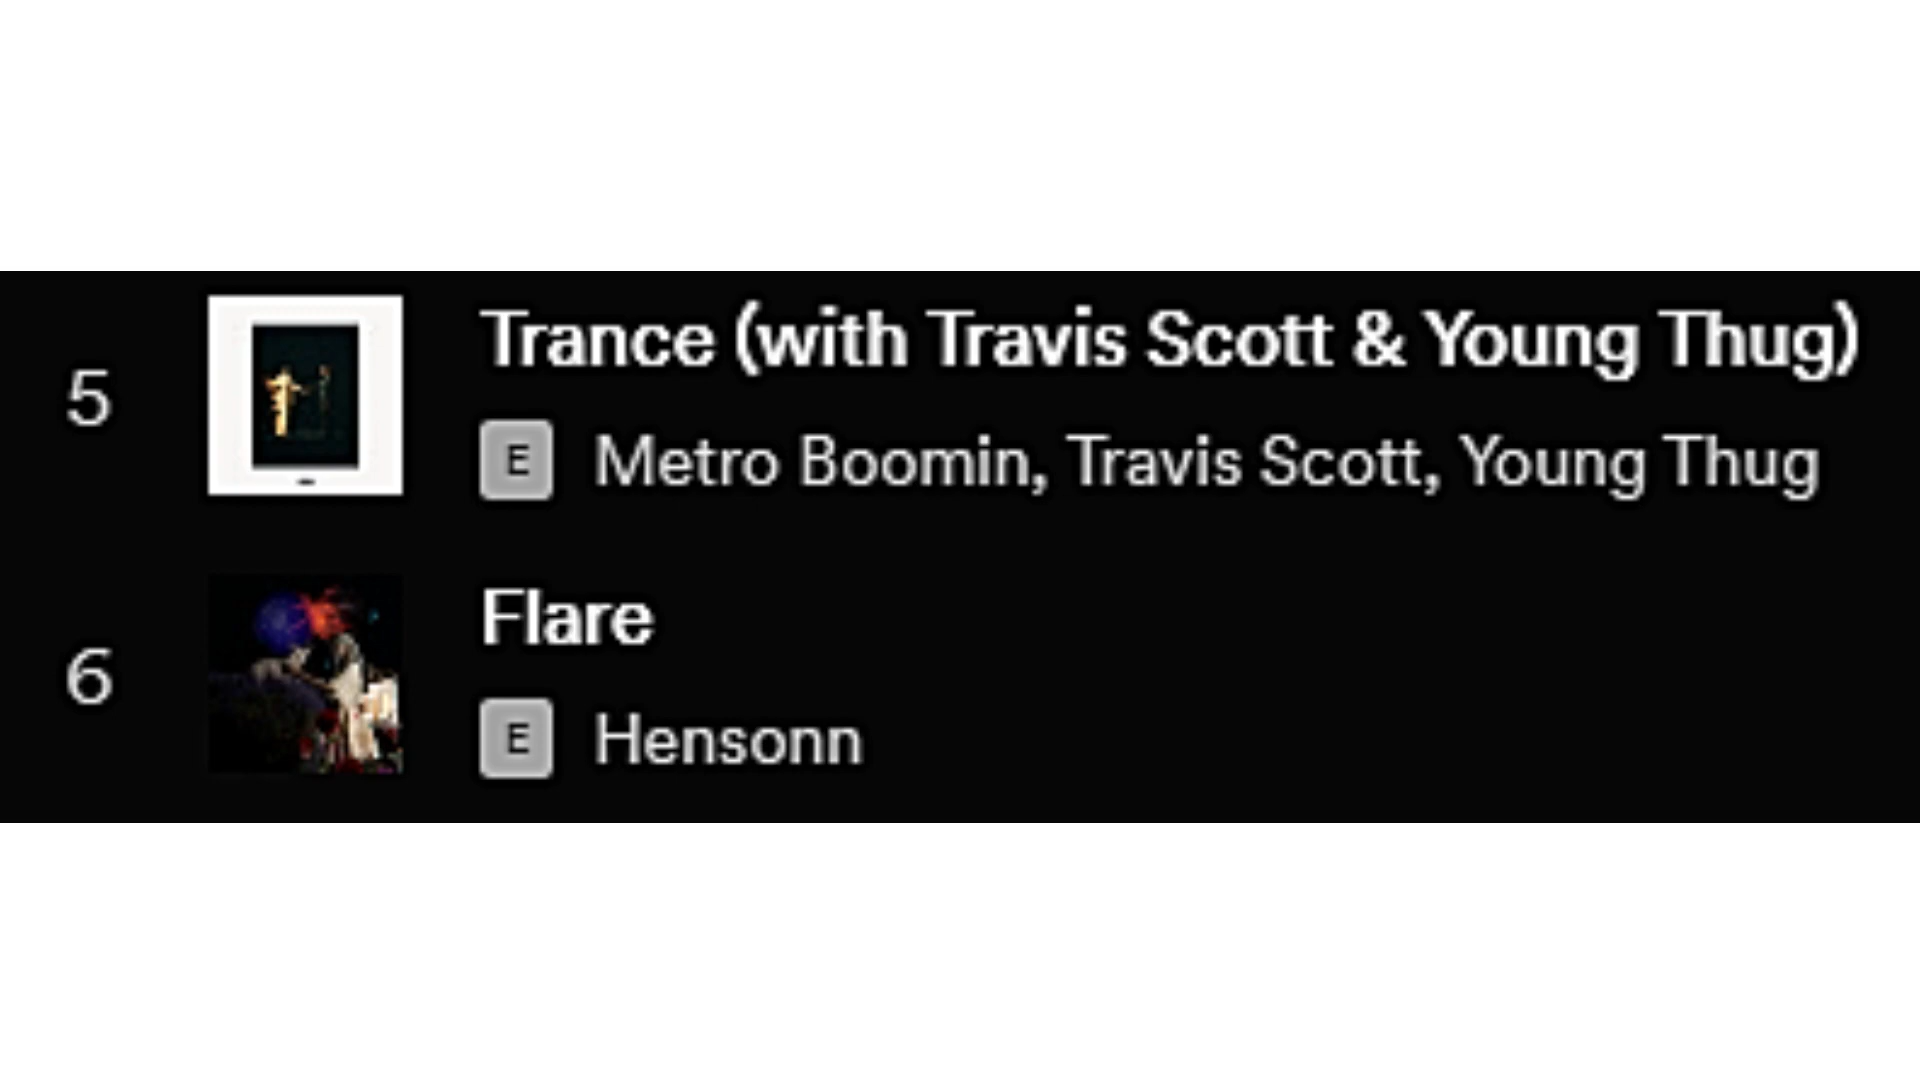 5
Trance (with Travis Scott & Young Thug)
E Metro Boomin, Travis Scott, Young Thug
6
Flare
E Hensonn